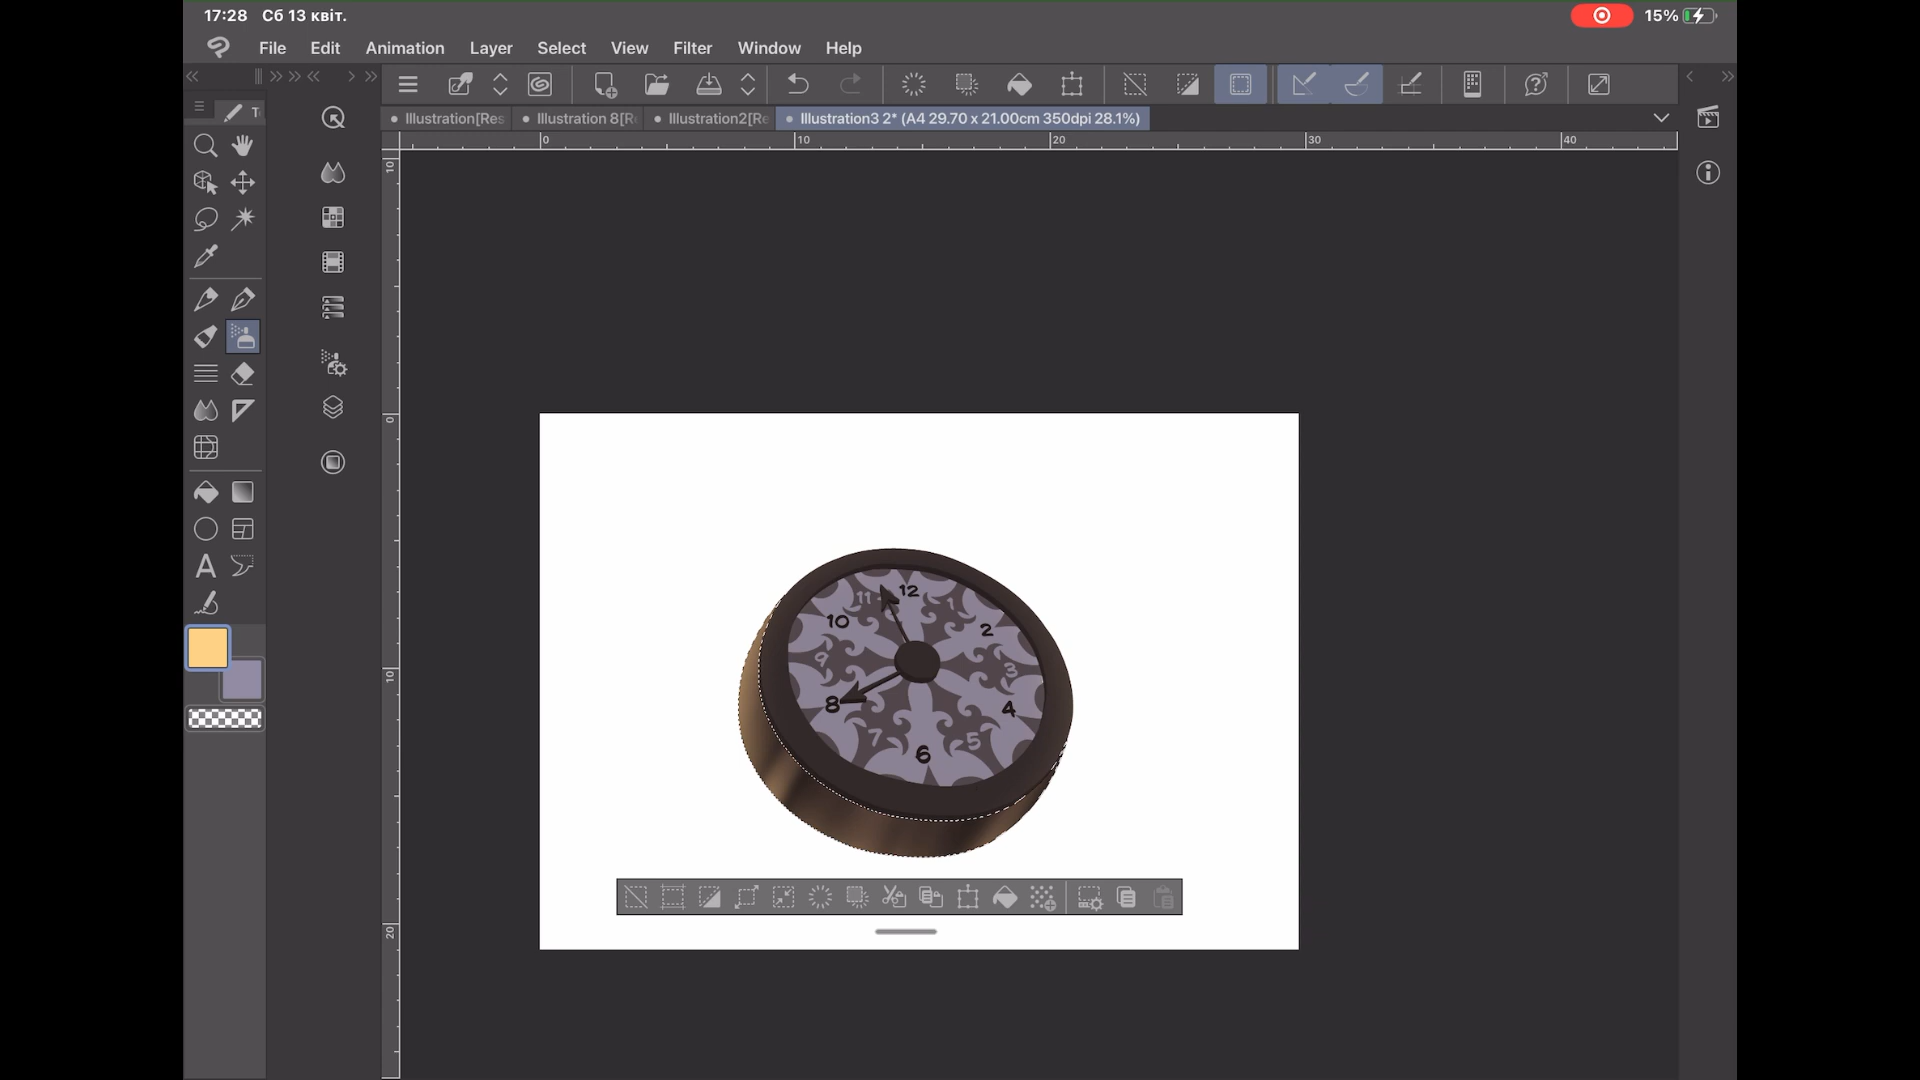 17:28 Сб 13 квіт.
15%
File Edit Animation Layer Select View Filter Window Help
Illustration[Res Illustration 8[R Illustration2[Re Illustration3 2* (A4 29.70 x 21.00cm 350dpi 28.1%)
0 10 20 30 40
10
0
10
20
12
11 1
10 2
9 3
8 4
7 5
6
A